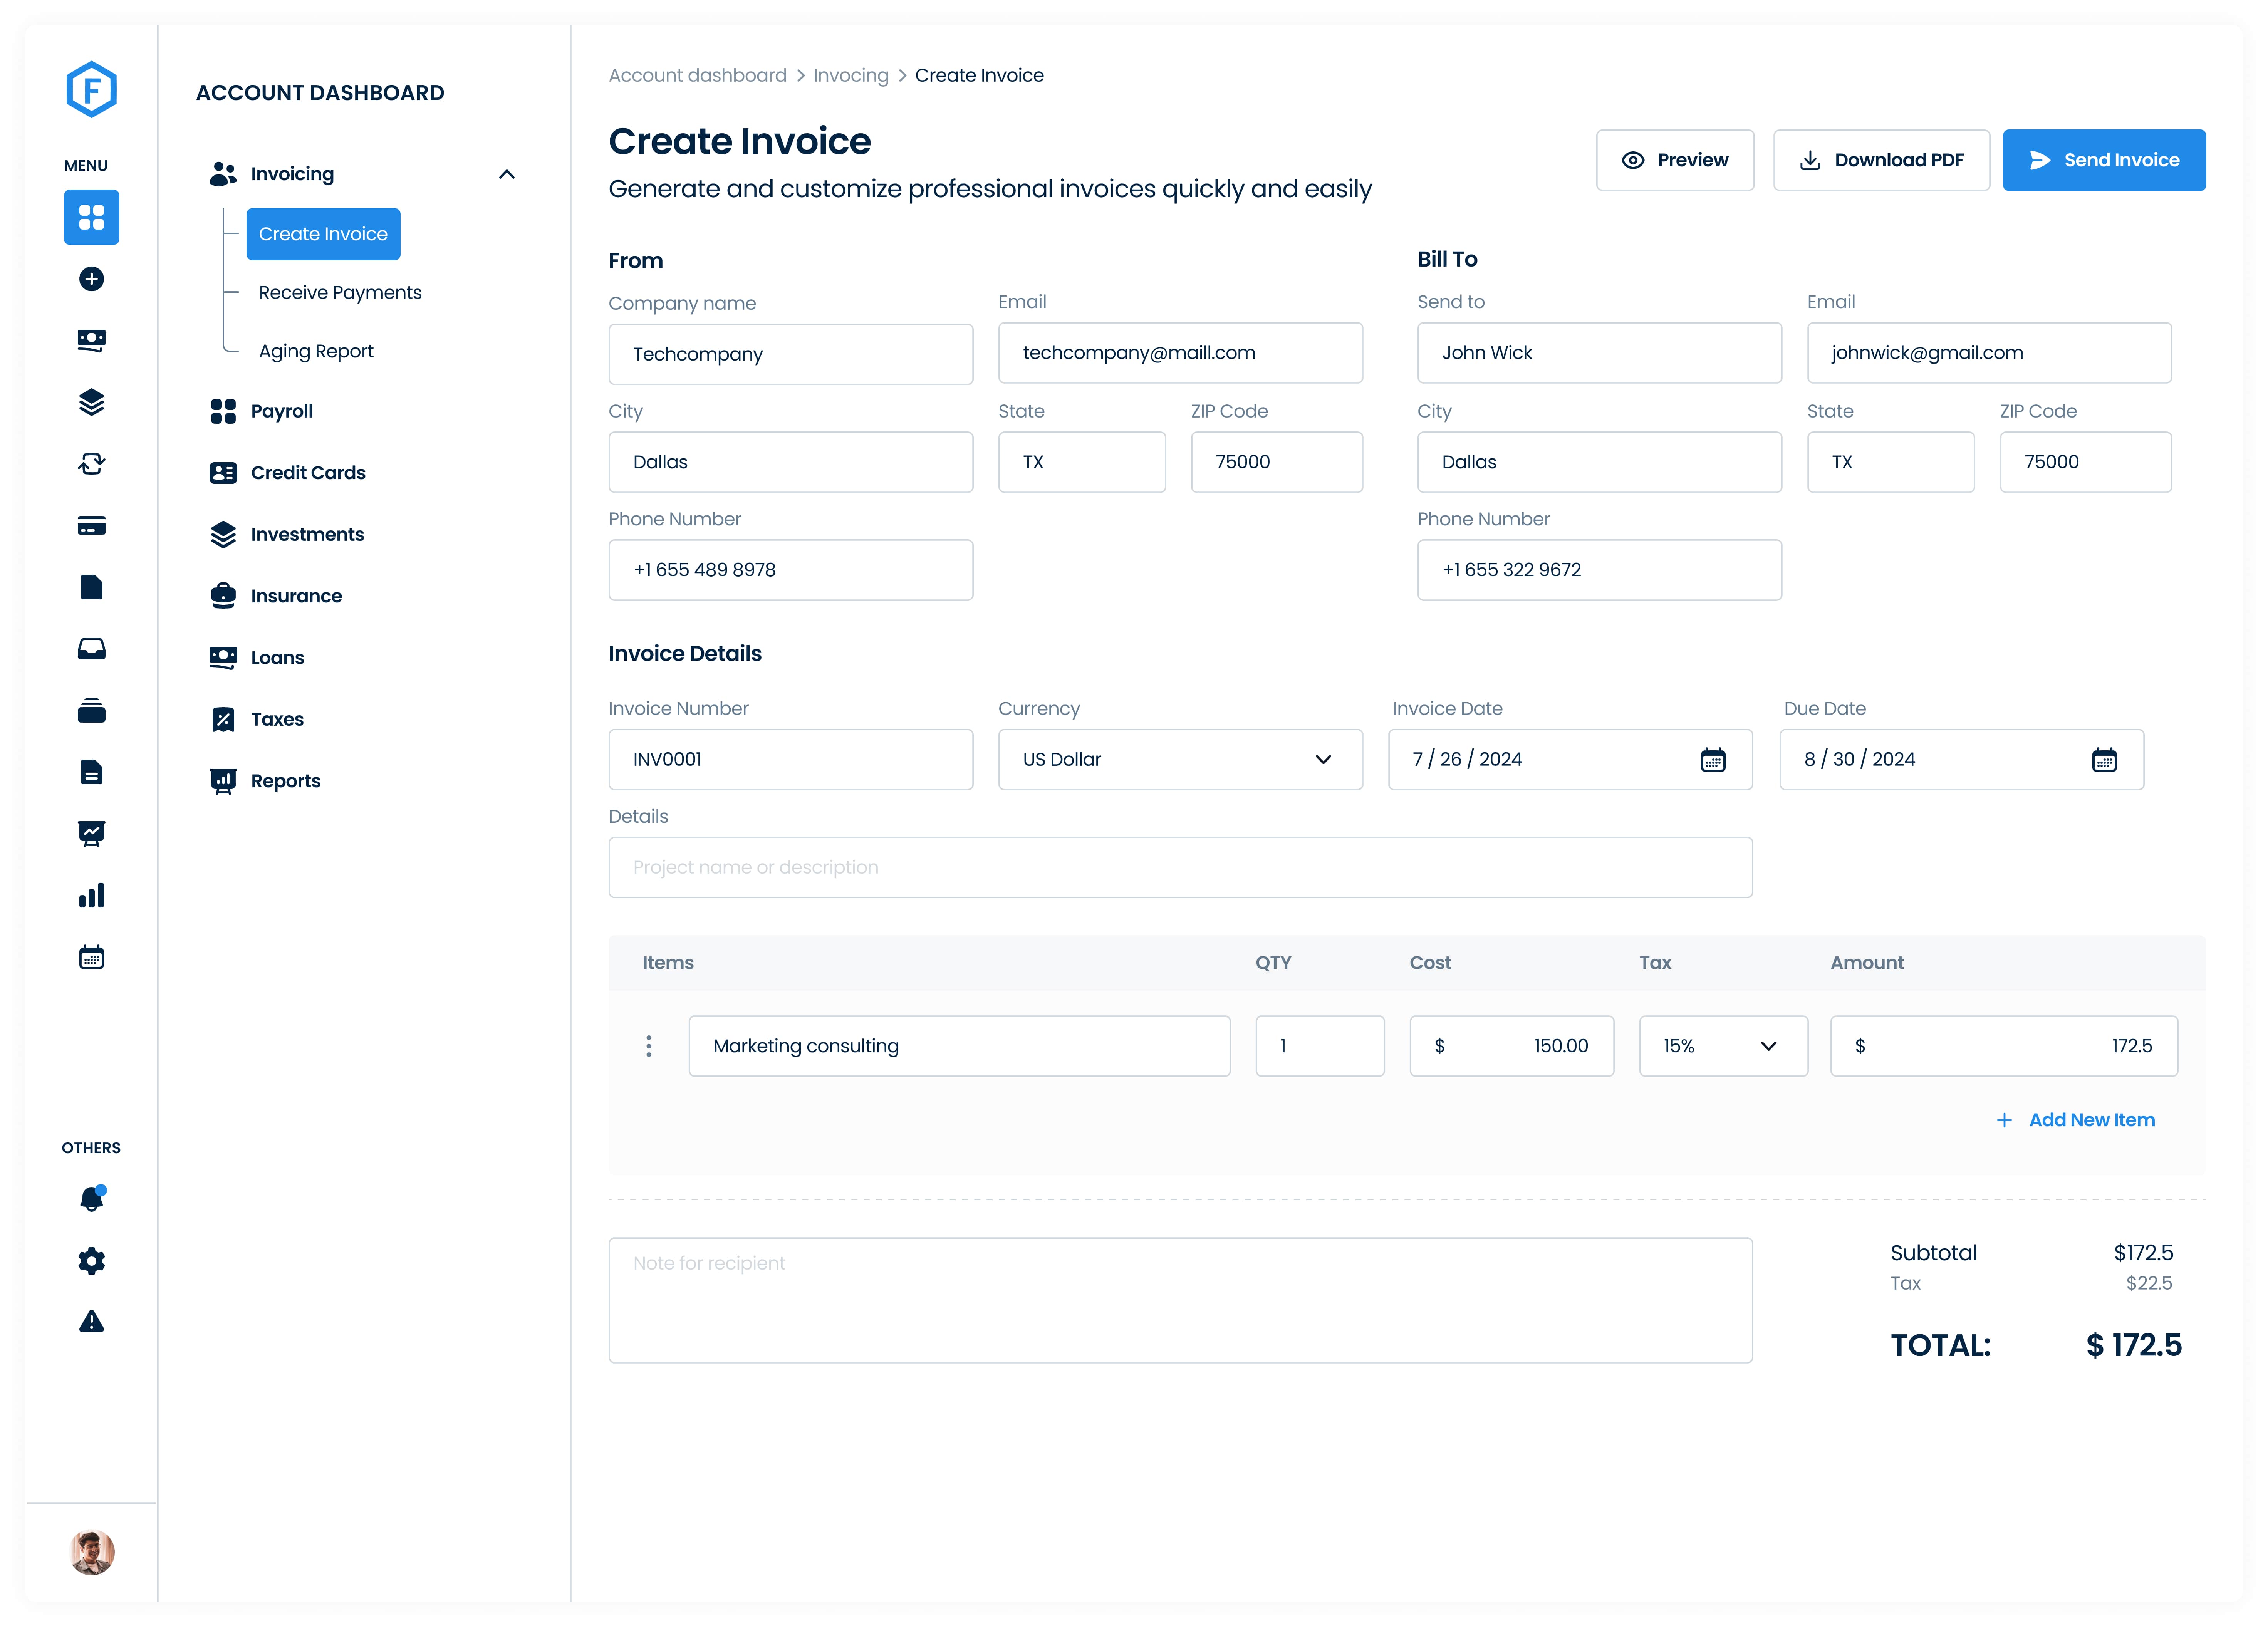 F
MENU
OTHERS
ACCOUNT DASHBOARD
Invoicing
Create Invoice
Receive Payments
Aging Report
Payroll
Credit Cards
Investments
Insurance
Loans
Taxes
Reports
Account dashboard > Invocing > Create Invoice
Create Invoice
Generate and customize professional invoices quickly and easily
Preview
Download PDF
Send Invoice
From
Company name
Email
Techcompany
techcompany@maill.com
City
State
ZIP Code
Dallas
TX
75000
Phone Number
+1 655 489 8978
Bill To
Send to
Email
John Wick
johnwick@gmail.com
City
State
ZIP Code
Dallas
TX
75000
Phone Number
+1 655 322 9672
Invoice Details
Invoice Number
Currency
Invoice Date
Due Date
INV0001
US Dollar
7 / 26 / 2024
8 / 30 / 2024
Details
Project name or description
Items QTY Cost Tax Amount
Marketing consulting 1 $ 150.00 15% $ 172.5
+ Add New Item
Note for recipient
Subtotal $172.5
Tax $22.5
TOTAL: $ 172.5